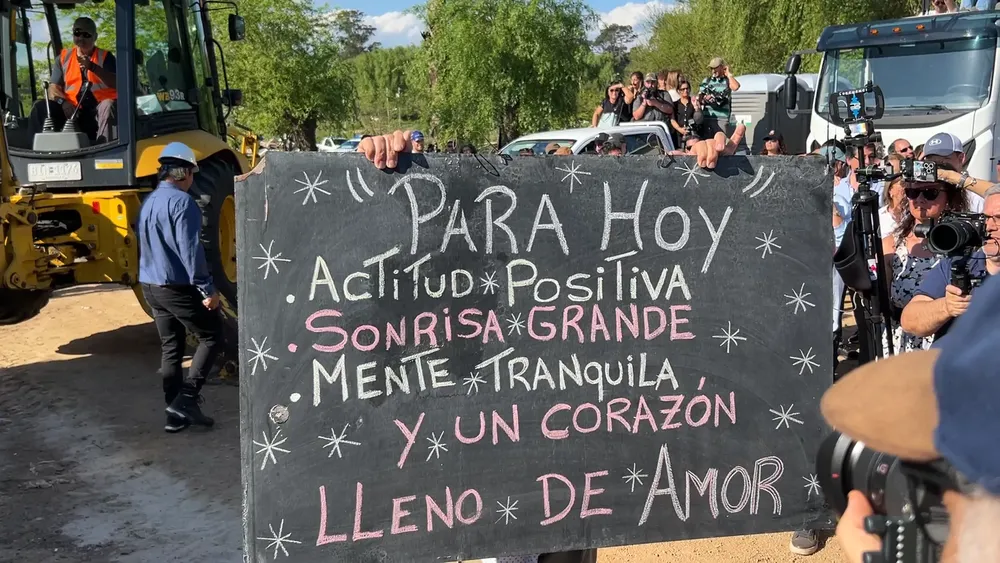 PARA HOY
. ACTITUD * POSITIVA
. SONRISA * GRANDE
. MENTE * TRANQUILA
Y * UN CORAZÓN
LLENO * DE * AMOR